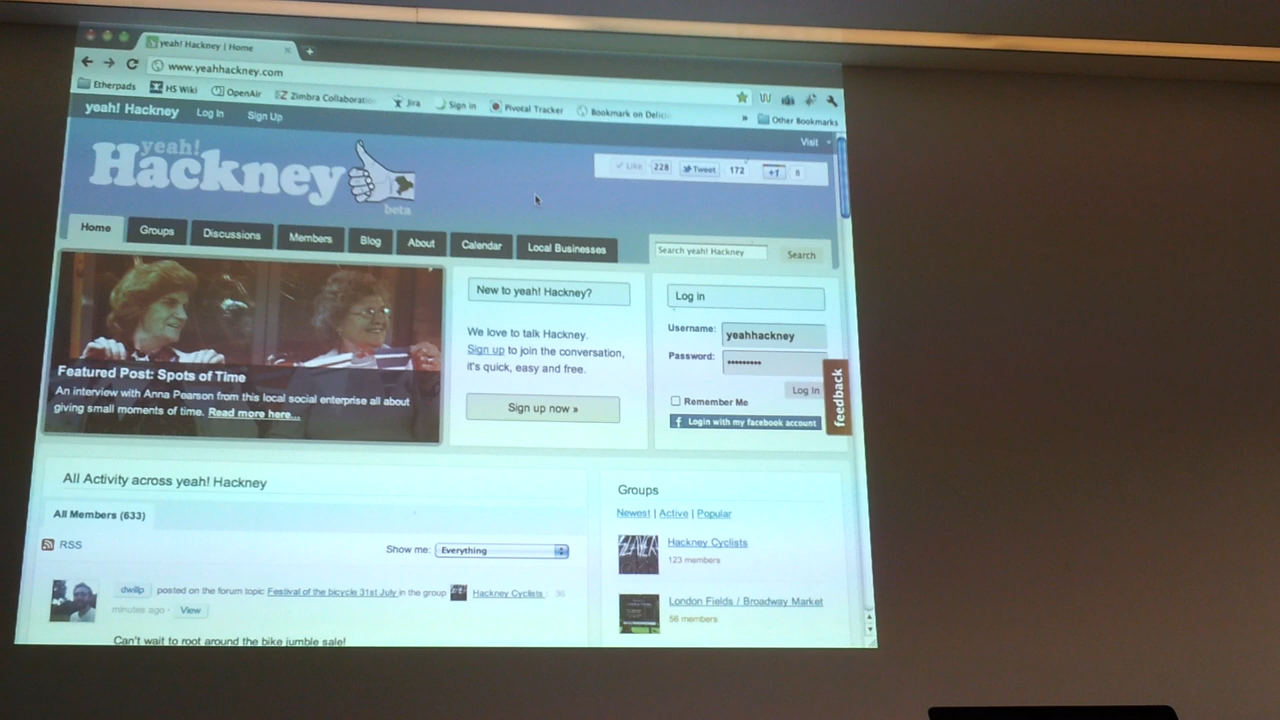 yeah! Hackney | Home
www.yeahhackney.com
Etherpads HS Wiki OpenAir Zimbra Collaboratio Jira Sign in Pivotal Tracker Bookmark on Delici »
Other Bookmarks
yeah! Hackney Log In Sign Up Visit
yeah!
Hackney
beta
Like 228 Tweet 172 +1 8
Home Groups Discussions Members Blog About Calendar Local Businesses
Search yeah! Hackney Search
Featured Post: Spots of Time
An interview with Anna Pearson from this local social enterprise all about
giving small moments of time. Read more here...
New to yeah! Hackney?
We love to talk Hackney.
Sign up to join the conversation,
it's quick, easy and free.
Sign up now »
Log in
Username: yeahhackney
Password: •••••••••
Log In
Remember Me
f Login with my facebook account
feedback
All Activity across yeah! Hackney
All Members (633)
RSS
Show me: Everything
dwillp posted on the forum topic Festival of the bicycle 31st July in the group Hackney Cyclists :
minutes ago · View
Can't wait to root around the bike jumble sale!
Groups
Newest | Active | Popular
Hackney Cyclists
123 members
London Fields / Broadway Market
56 members